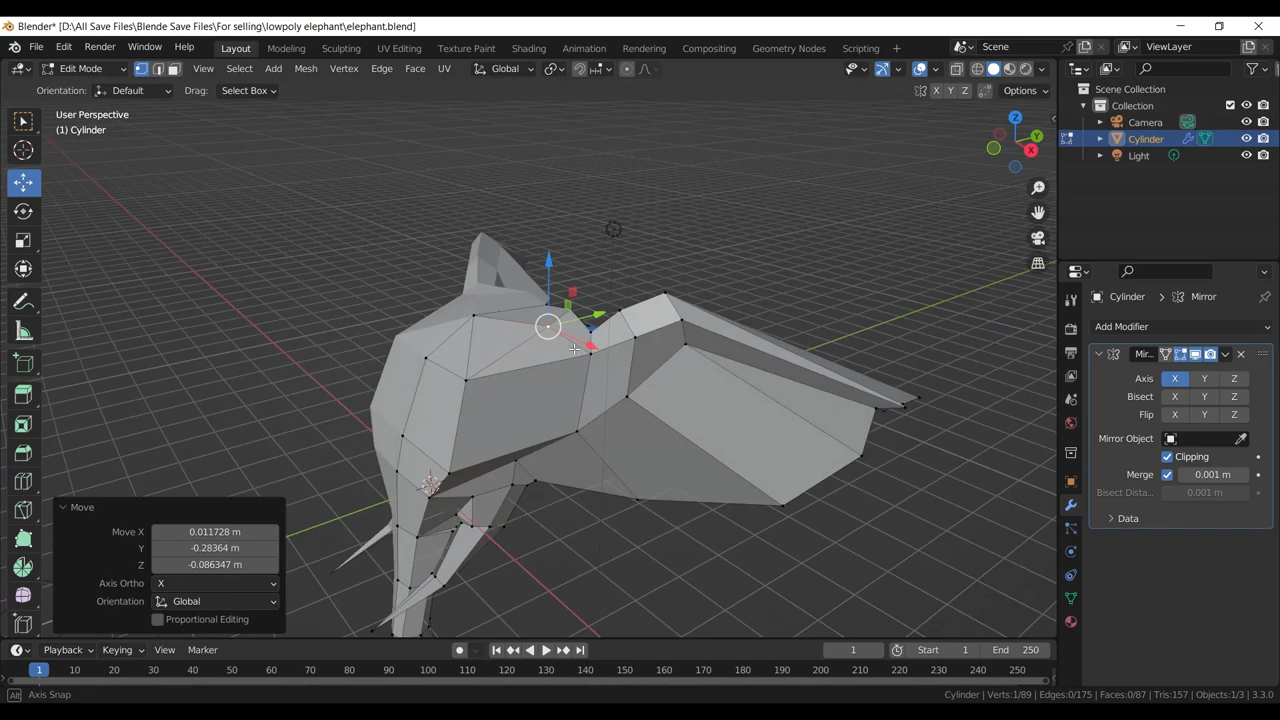 Blender* [D:\All Save Files\Blende Save Files\For selling\lowpoly elephant\elephant.blend]
File Edit Render Window Help Layout Modeling Sculpting UV Editing Texture Paint Shading Animation Rendering Compositing Geometry Nodes Scripting + Scene ViewLayer
Edit Mode View Select Add Mesh Vertex Edge Face UV Global
Orientation: Default Drag: Select Box X Y Z Options
User Perspective
(1) Cylinder
Z
Y
X
Scene Collection
Collection
Camera
Cylinder
Light
Cylinder > Mirror
Add Modifier
Mir...
Axis X Y Z
Bisect X Y Z
Flip X Y Z
Mirror Object
Clipping
Merge 0.001 m
Bisect Dista... 0.001 m
Data
Move
Move X 0.011728 m
Y -0.28364 m
Z -0.086347 m
Axis Ortho X
Orientation Global
Proportional Editing
Playback Keying View Marker 1 Start 1 End 250
1 10 20 30 40 50 60 70 80 90 100 110 120 130 140 150 160 170 180 190 200 210 220 230 240 250
Alt Axis Snap Cylinder | Verts:1/89 | Edges:0/175 | Faces:0/87 | Tris:157 | Objects:1/3 | 3.3.0